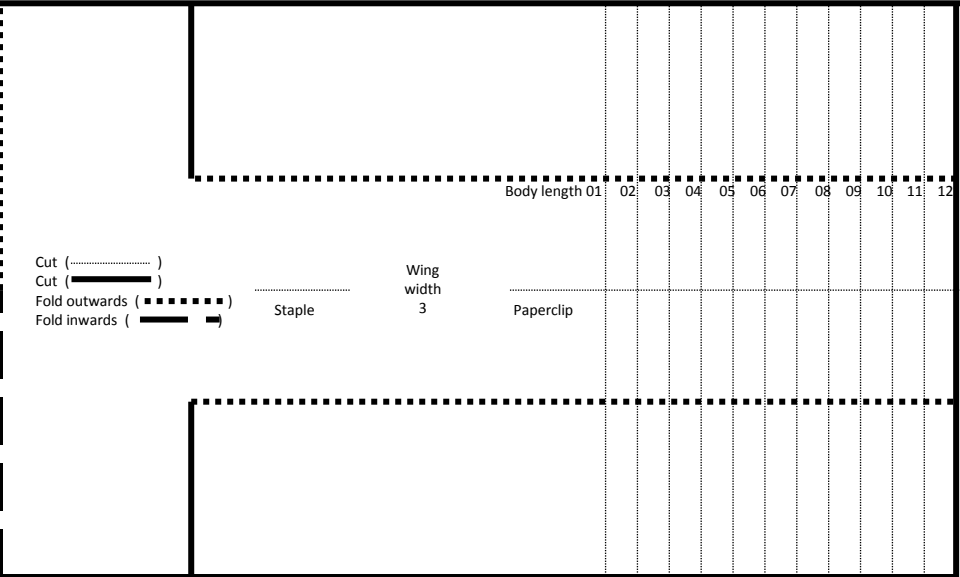 Body length 01 02 03 04 05 06 07 08 09 10 11 12
Cut ( )
Cut ( )
Fold outwards ( )
Fold inwards ( )
Staple
Wing
width
3
Paperclip